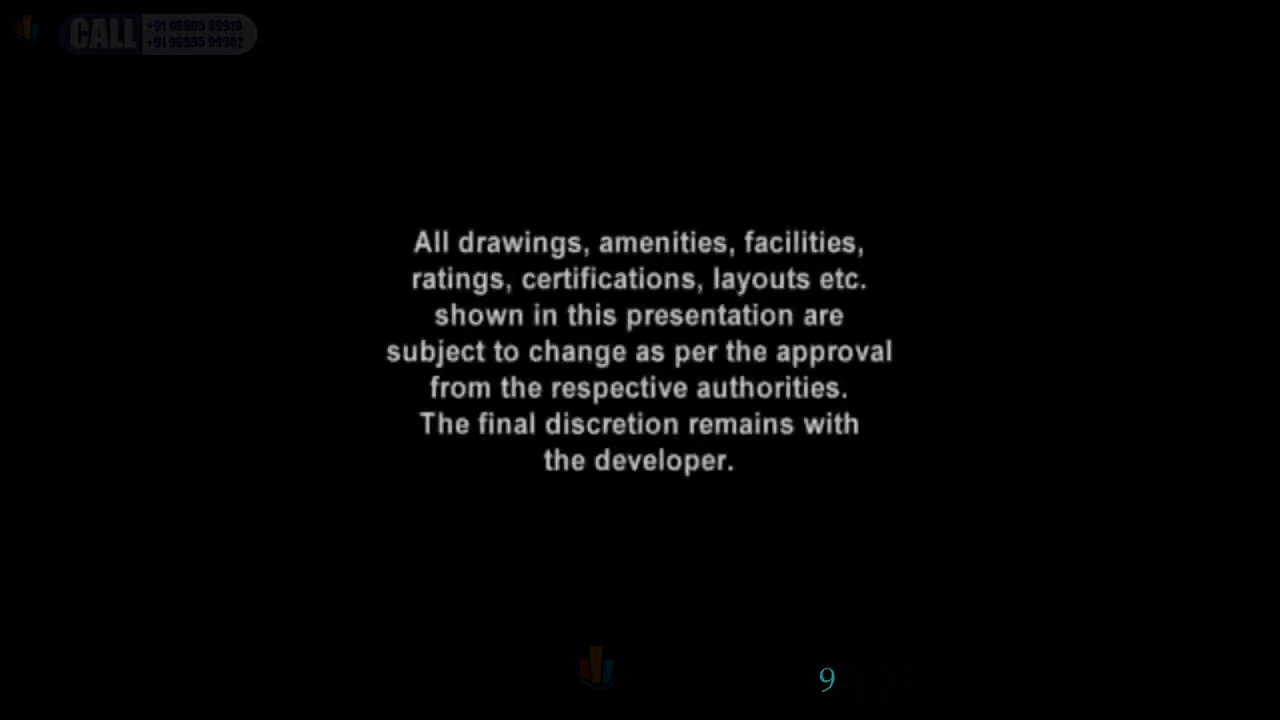 CALL
All drawings, amenities, facilities,
ratings, certifications, layouts etc.
shown in this presentation are
subject to change as per the approval
from the respective authorities.
The final discretion remains with
the developer.
9